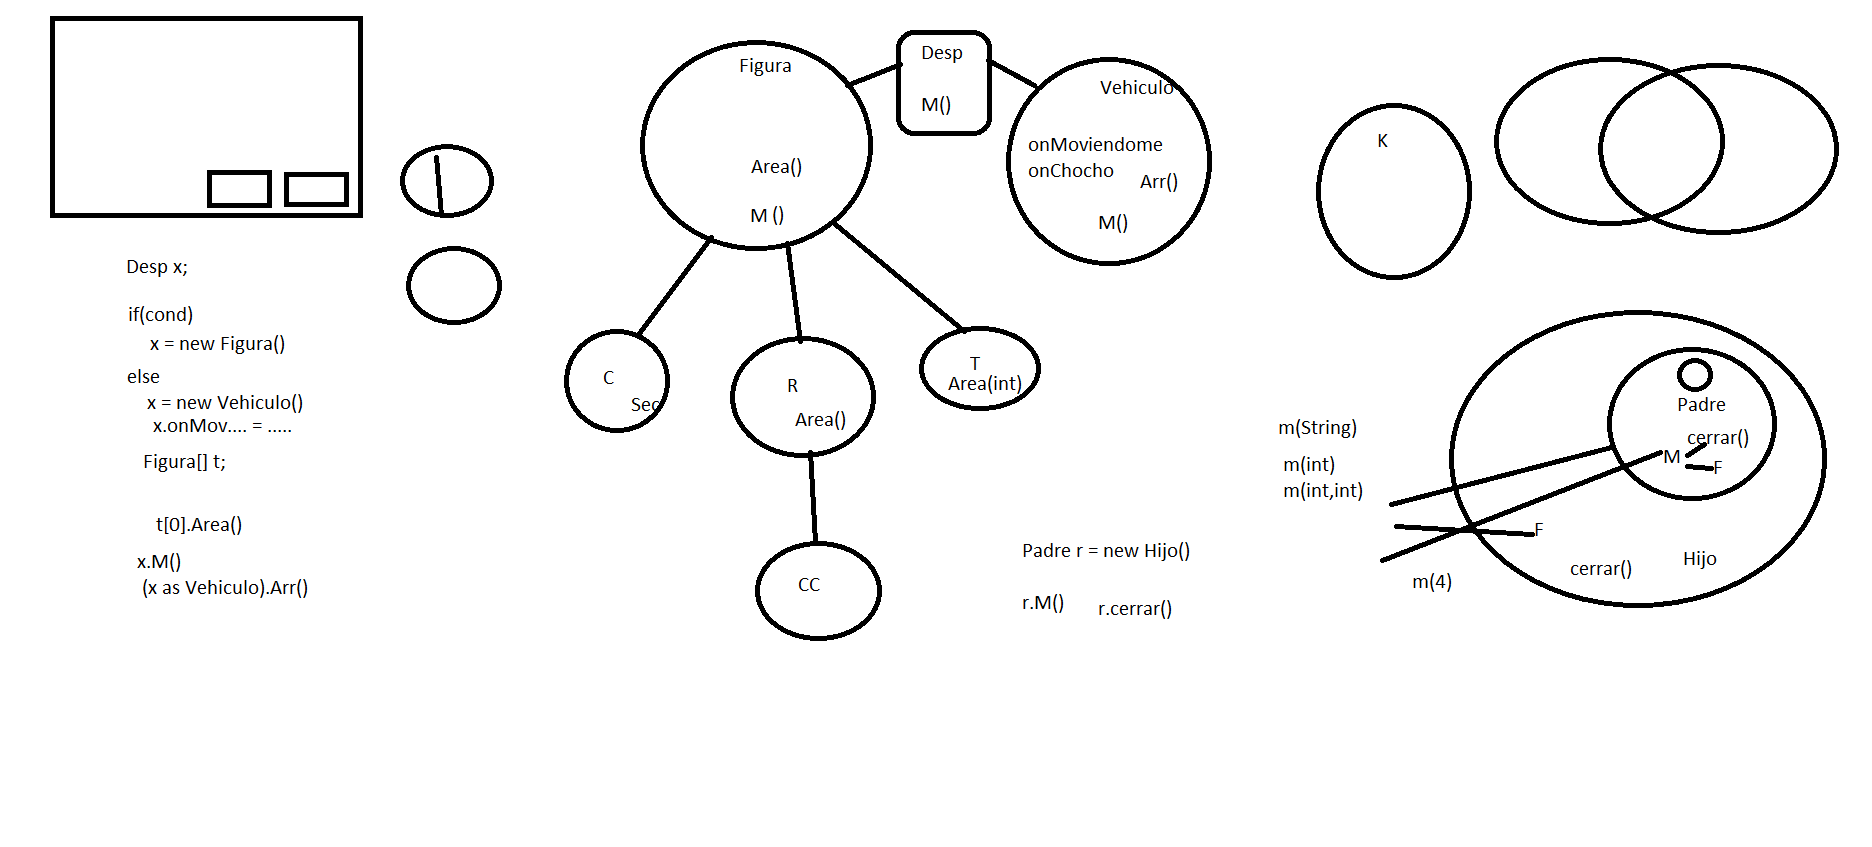 Desp x;
if(cond)
x = new Figura()
else
x = new Vehiculo()
x.onMov.... = .....
Figura[] t;
t[0].Area()
x.M()
(x as Vehiculo).Arr()
Figura
Area()
M ()
Desp
M()
Vehiculo
onMoviendome
onChocho
Arr()
M()
C
Sec
R
Area()
T
Area(int)
CC
Padre r = new Hijo()
r.M()
r.cerrar()
K
m(String)
m(int)
m(int,int)
m(4)
Padre
cerrar()
M
F
F
cerrar()
Hijo